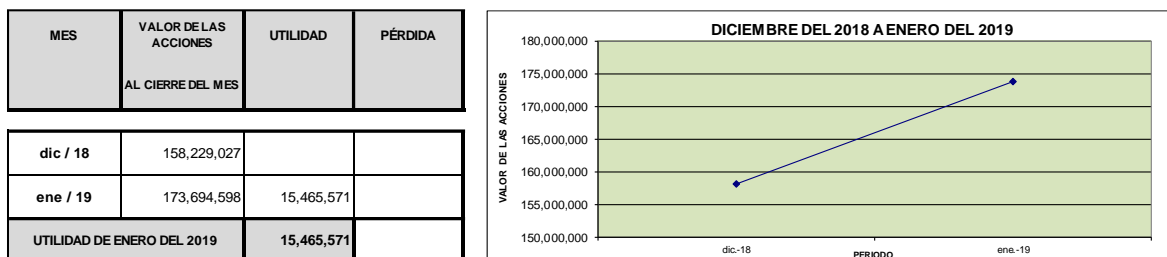 MES
VALOR DE LAS
ACCIONES
AL CIERRE DEL MES
UTILIDAD
PÉRDIDA
dic / 18
158,229,027
ene / 19
173,694,598
15,465,571
UTILIDAD DE ENERO DEL 2019
15,465,571
DICIEMBRE DEL 2018 A ENERO DEL 2019
VALOR DE LAS ACCIONES
180,000,000
175,000,000
170,000,000
165,000,000
160,000,000
155,000,000
150,000,000
dic.-18
ene.-19
PERIODO